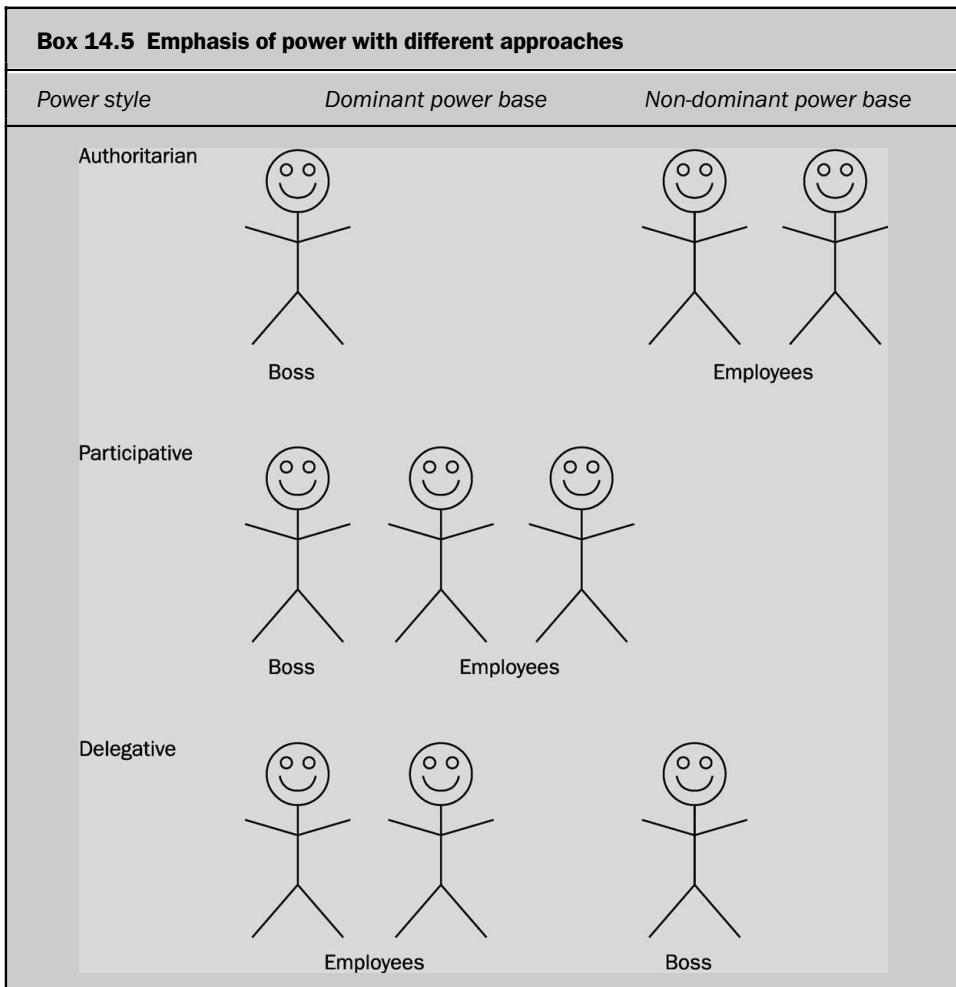 Box 14.5 Emphasis of power with different approaches
Power style Dominant power base Non-dominant power base
Authoritarian
Boss Employees
Participative
Boss Employees
Delegative
Employees Boss